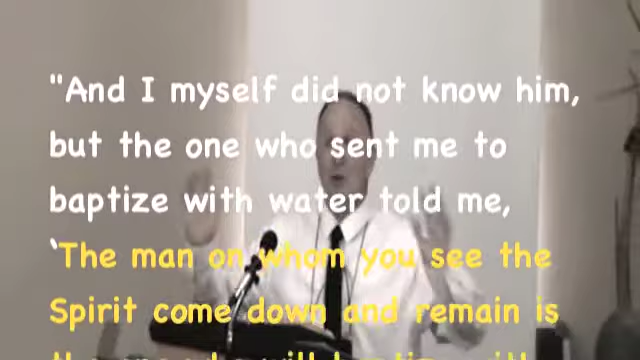 "And I myself did not know him,
but the one who sent me to
baptize with water told me,
‘The man on whom you see the
Spirit come down and remain is